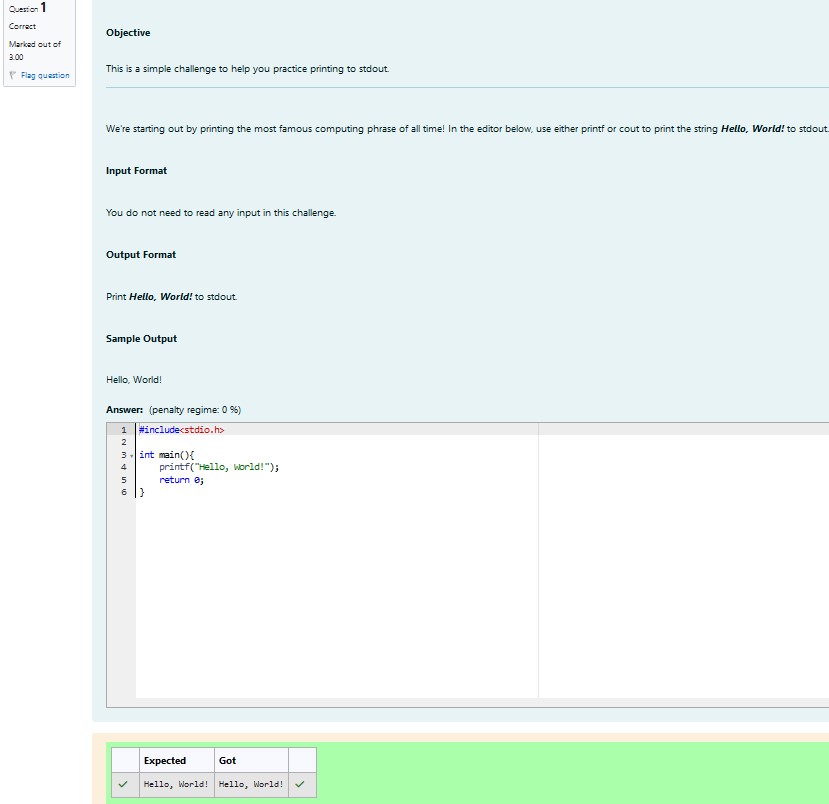 Question 1
Correct
Marked out of
3.00
Flag question
Objective
This is a simple challenge to help you practice printing to stdout.
We're starting out by printing the most famous computing phrase of all time! In the editor below, use either printf or cout to print the string Hello, World! to stdout.
Input Format
You do not need to read any input in this challenge.
Output Format
Print Hello, World! to stdout.
Sample Output
Hello, World!
Answer: (penalty regime: 0 %)
1 #include<stdio.h>
2
3 int main(){
4 printf("Hello, World!");
5 return 0;
6 }
Expected Got
Hello, World! Hello, World!